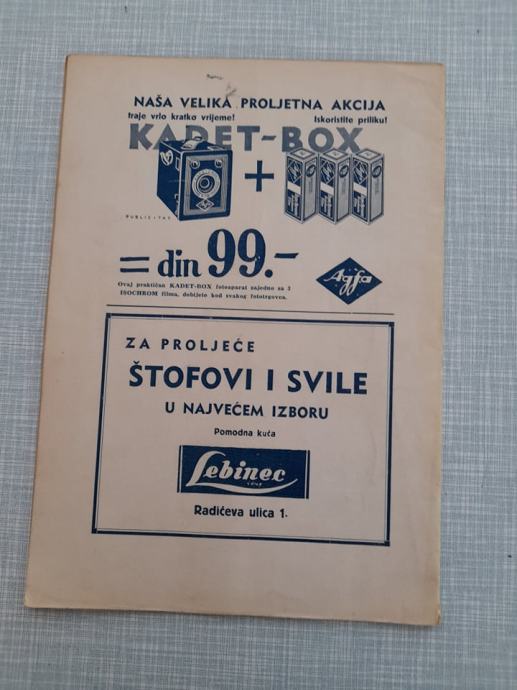 NAŠA VELIKA PROLJETNA AKCIJA
traje vrlo kratko vrijeme! Iskoristite priliku!
KADET-BOX
+
PUBLICITAS
= din 99.-
Agfa
Ovaj praktičan KADET-BOX fotoaparat zajedno sa 3
ISOCHROM filma, dobijete kod svakog fototrgovca.
ZA PROLJEĆE
ŠTOFOVI I SVILE
U NAJVEĆEM IZBORU
Pomodna kuća
Lebinec
Radićeva ulica 1.